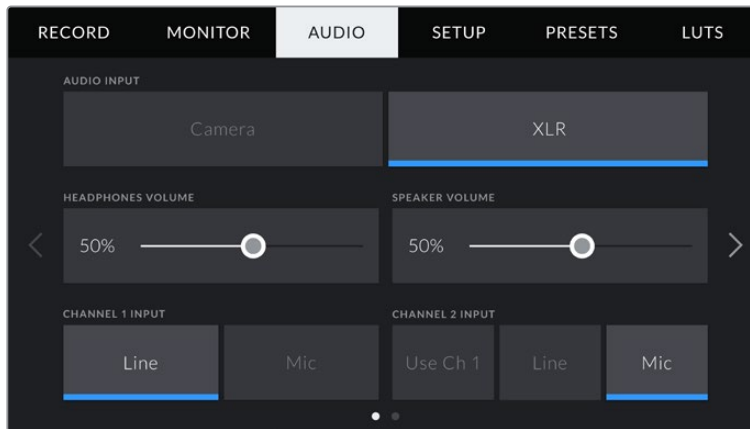 RECORD MONITOR AUDIO SETUP PRESETS LUTS
AUDIO INPUT
Camera XLR
HEADPHONES VOLUME SPEAKER VOLUME
50% 50%
CHANNEL 1 INPUT CHANNEL 2 INPUT
Line Mic Use Ch 1 Line Mic